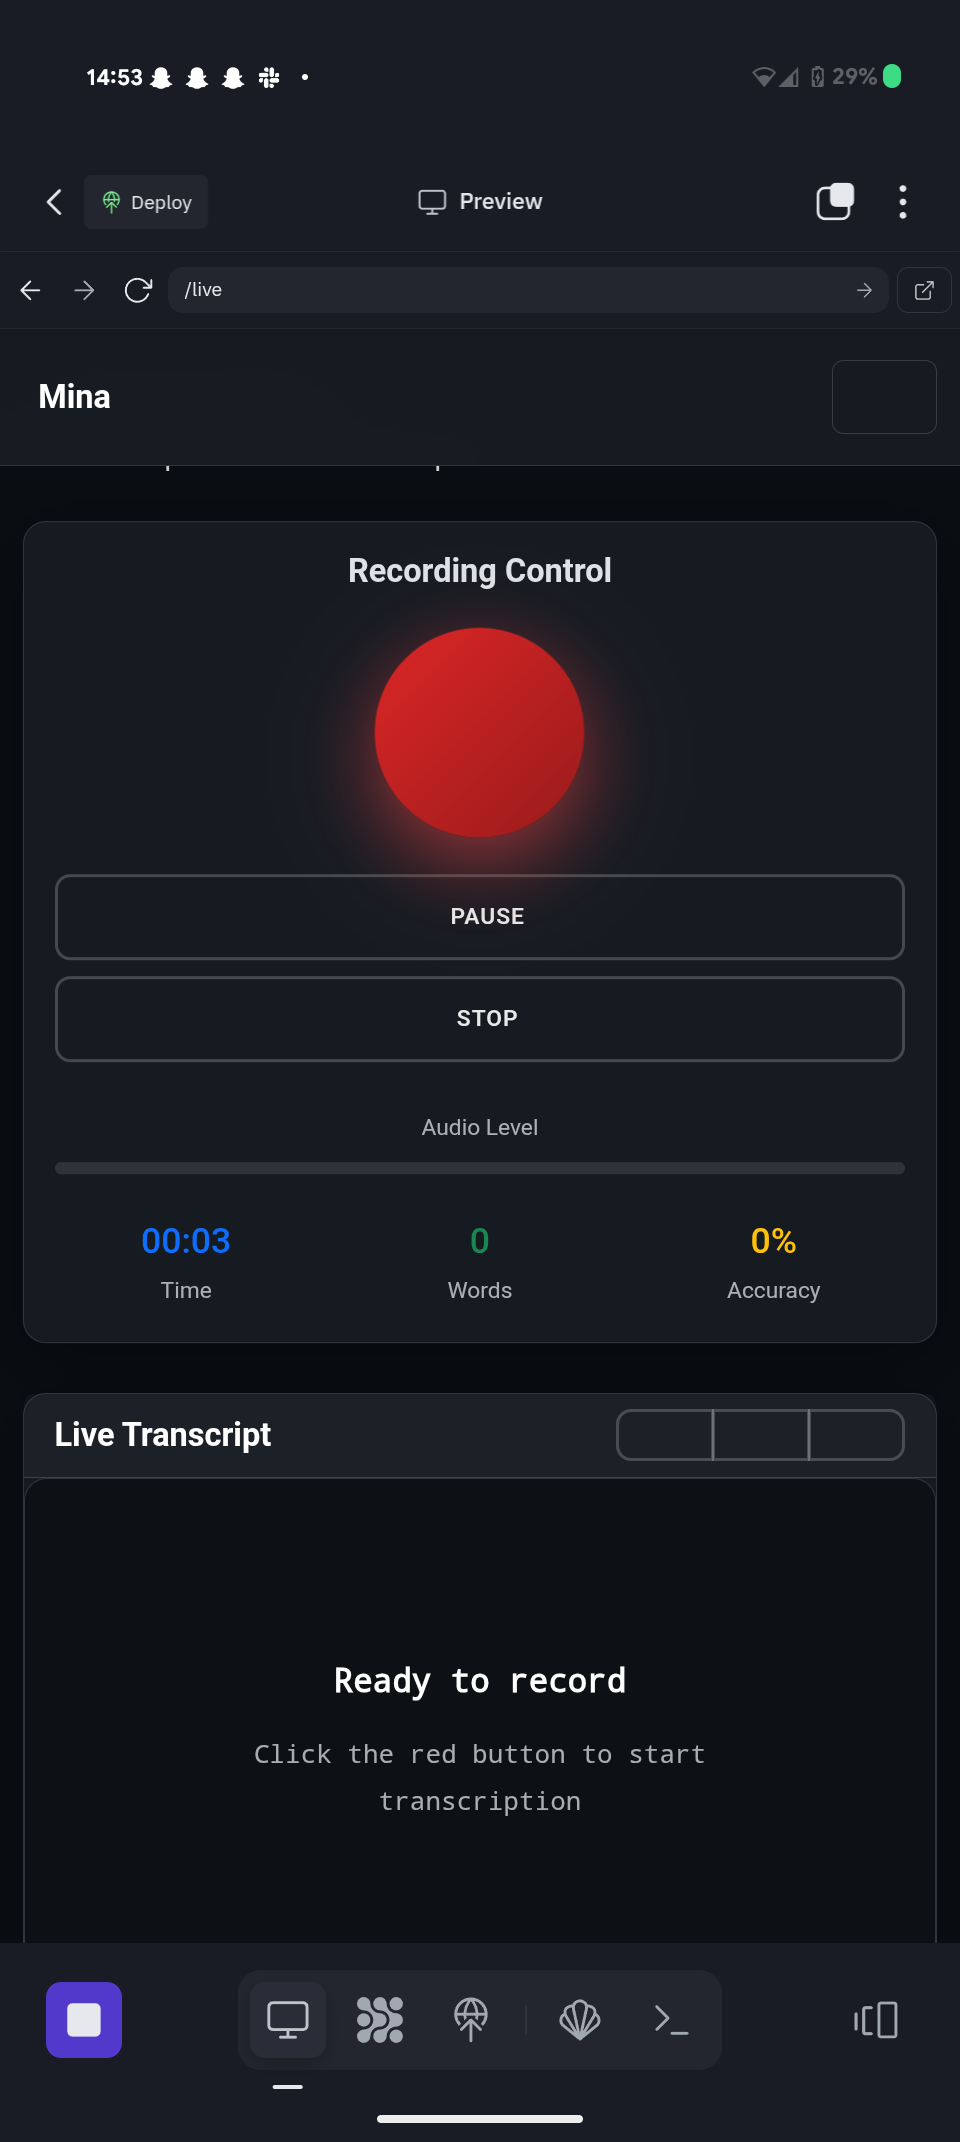 14:53
29%
Deploy
Preview
/live
Mina
Recording Control
PAUSE
STOP
Audio Level
00:03
0
0%
Time
Words
Accuracy
Live Transcript
Ready to record
Click the red button to start
transcription